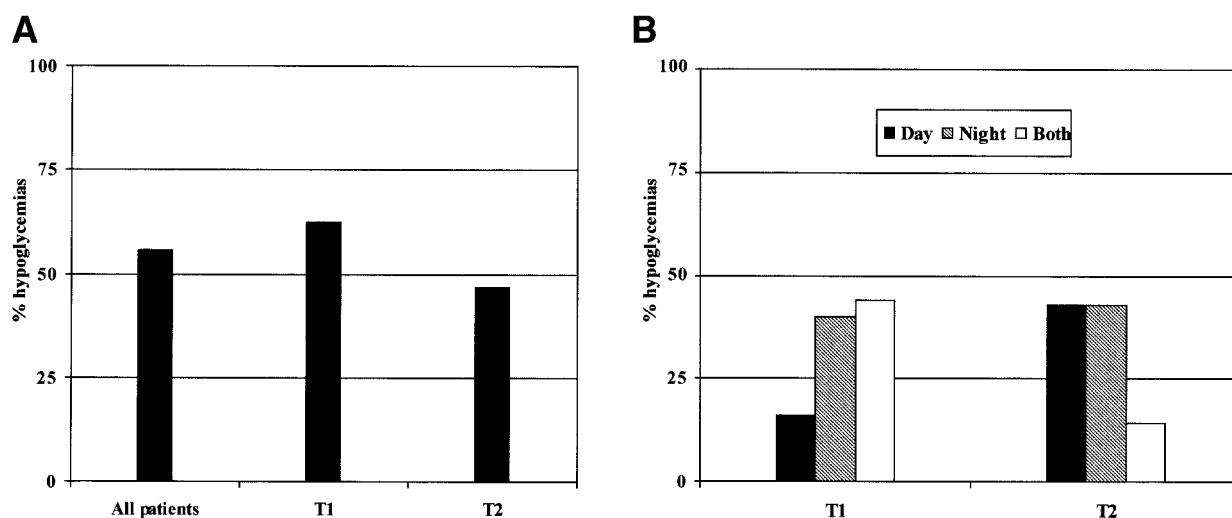 A
100
75
50
25
0
% hypoglycemias
All patients T1 T2
B
100
75
50
25
0
% hypoglycemias
Day Night Both
T1 T2